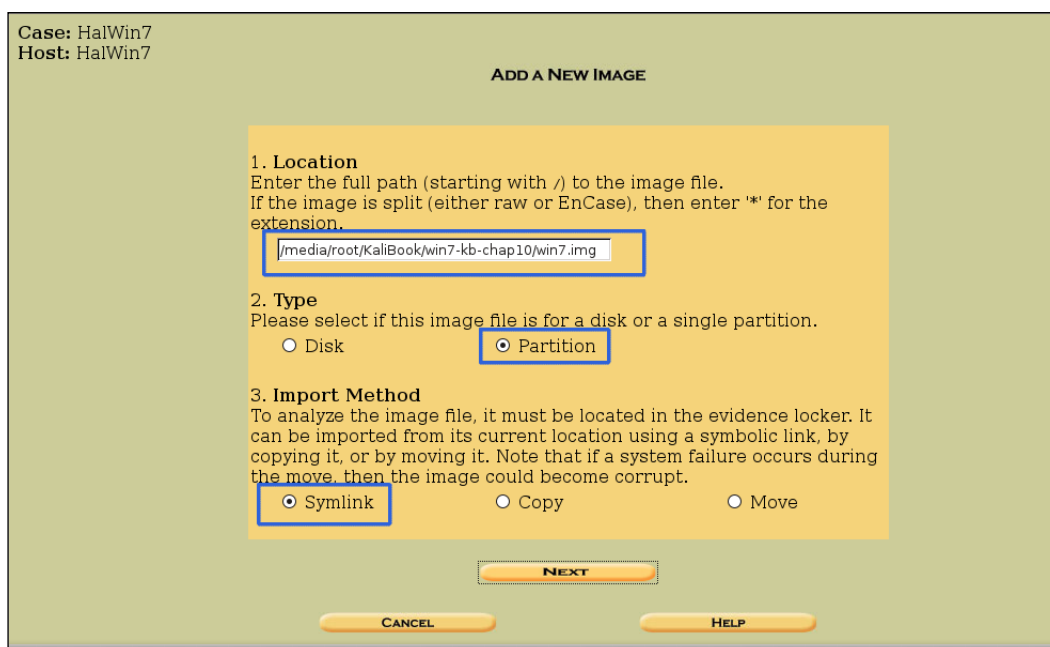 Case: HalWin7
Host: HalWin7
ADD A NEW IMAGE
1. Location
Enter the full path (starting with /) to the image file.
If the image is split (either raw or EnCase), then enter '*' for the
extension.
/media/root/KaliBook/win7-kb-chap10/win7.img
2. Type
Please select if this image file is for a disk or a single partition.
Disk Partition
3. Import Method
To analyze the image file, it must be located in the evidence locker. It
can be imported from its current location using a symbolic link, by
copying it, or by moving it. Note that if a system failure occurs during
the move, then the image could become corrupt.
Symlink Copy Move
NEXT
CANCEL HELP